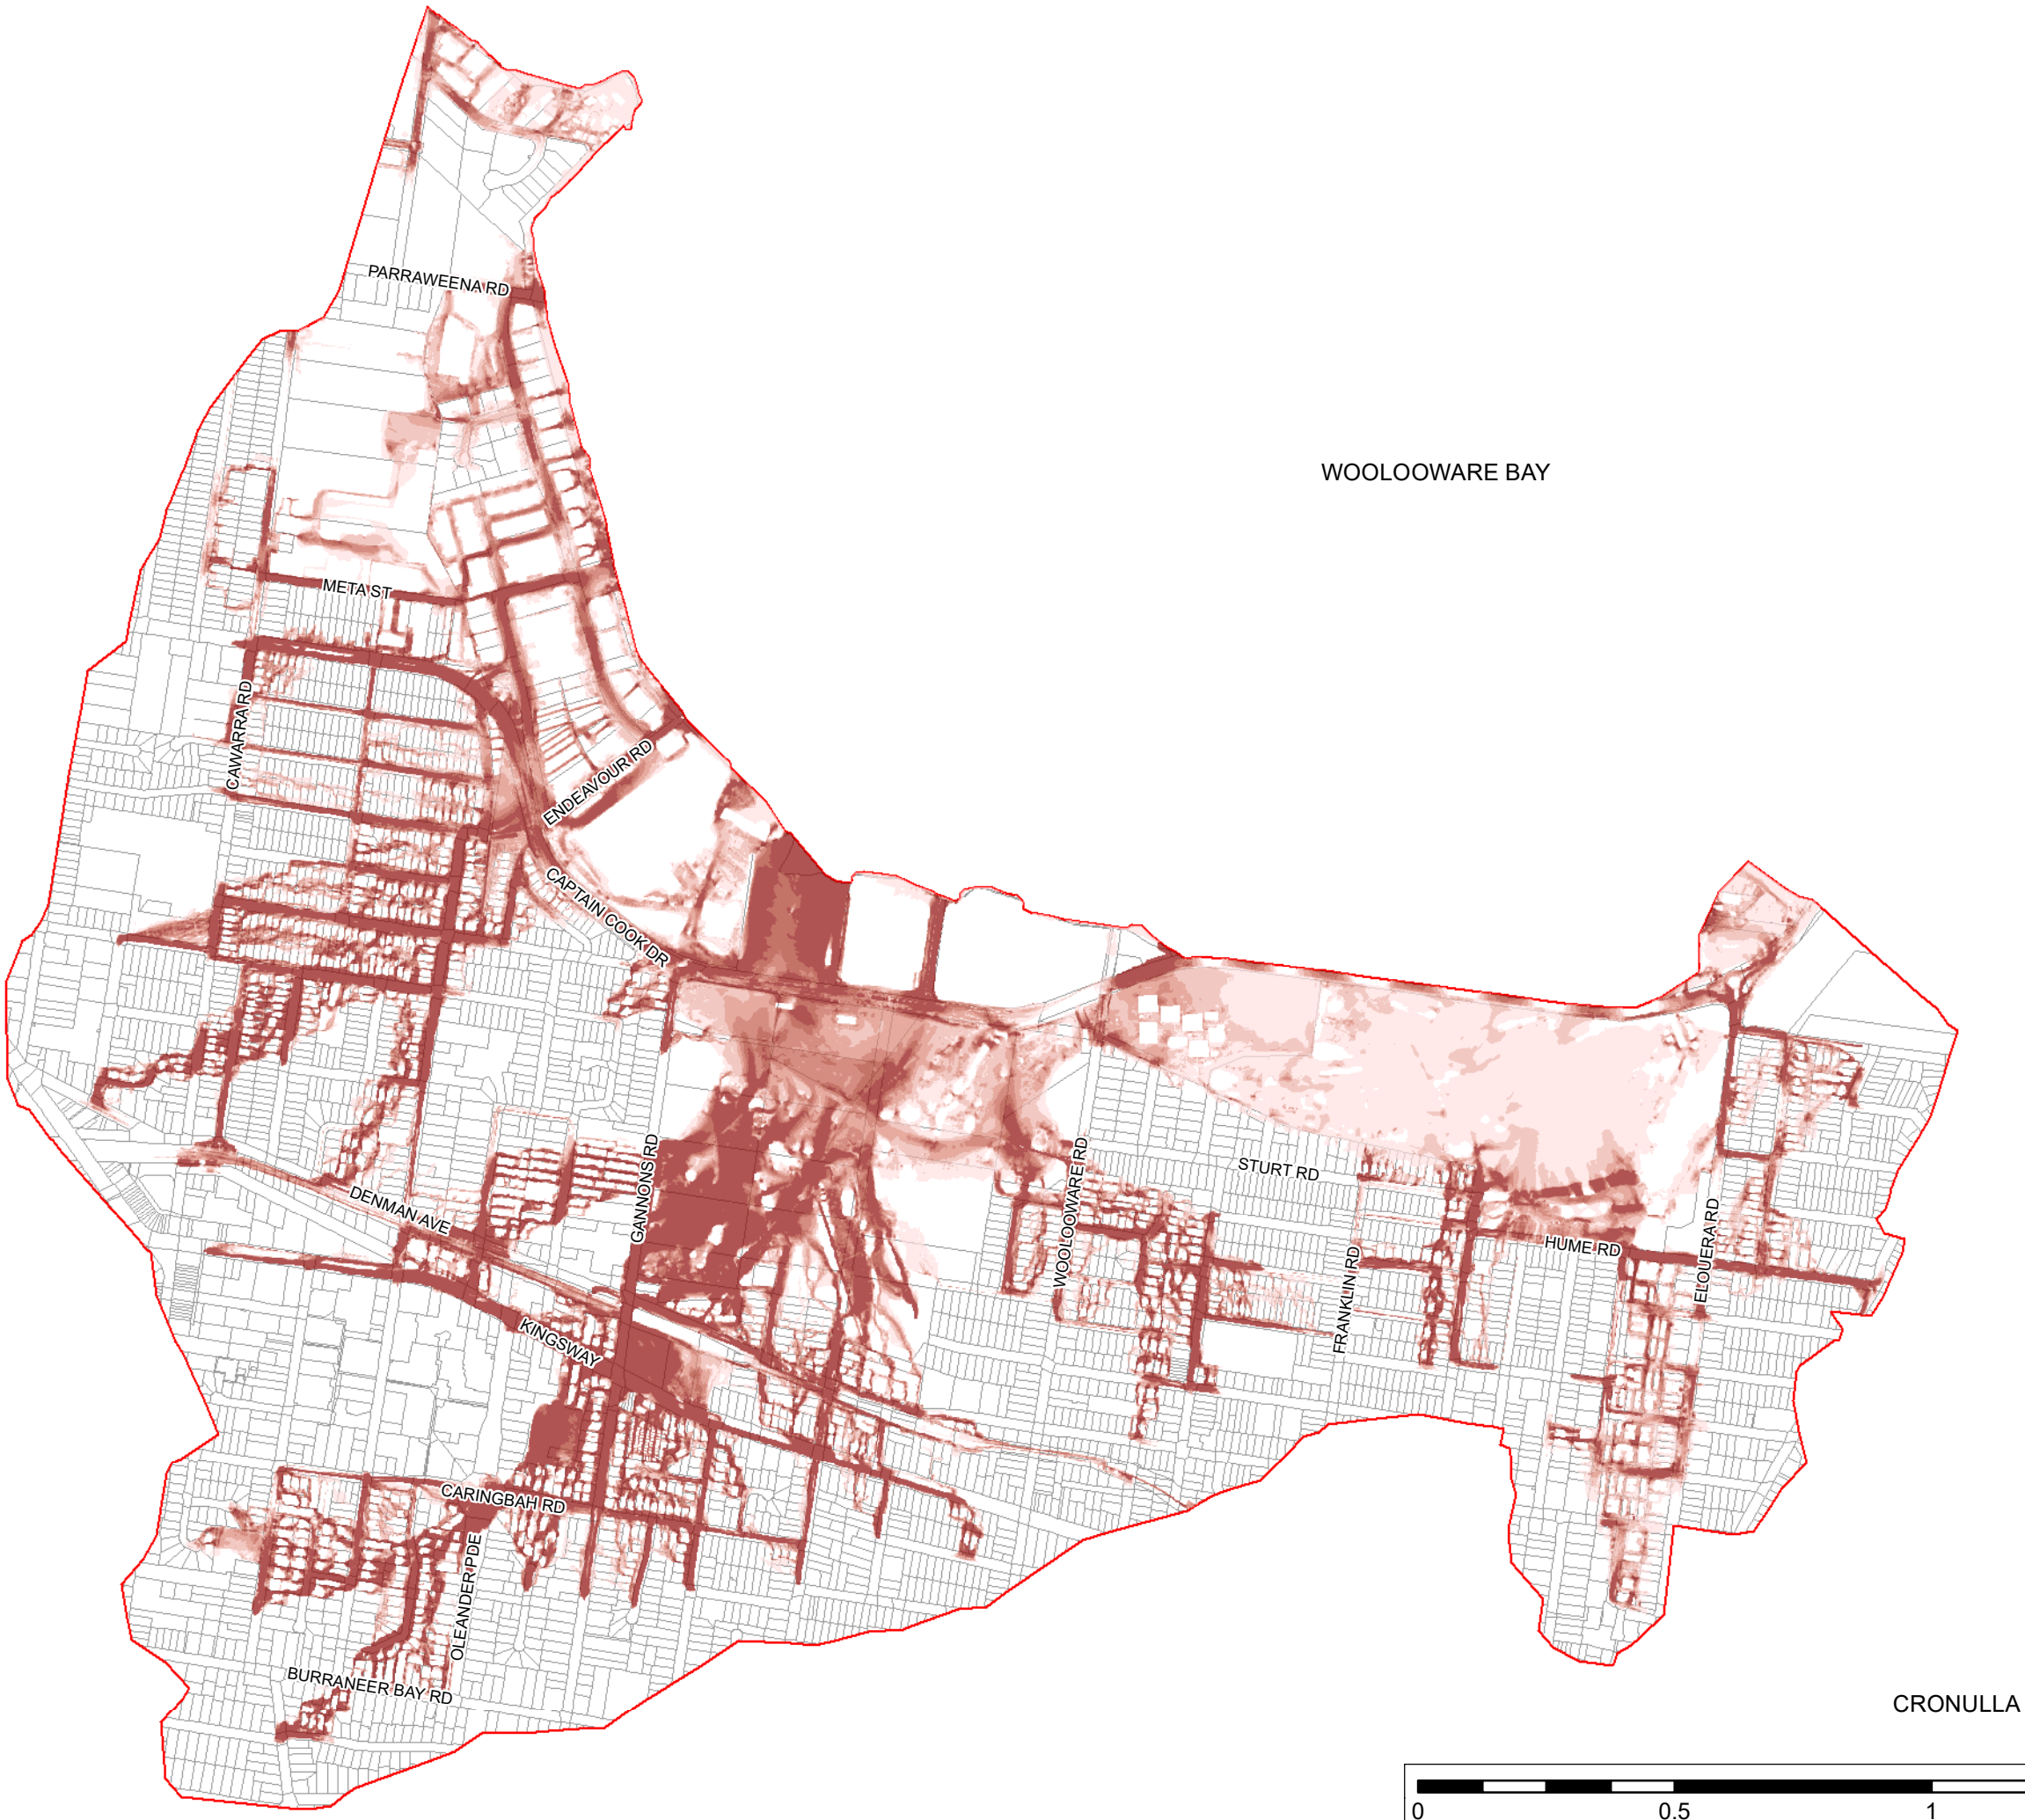 PARRAWEENA RD
WOOLOOWARE BAY
META ST
CAWARRA RD
ENDEAVOUR RD
CAPTAIN COOK DR
GANNONS RD
WOOLOOWARE RD
STURT RD
DENMAN AVE
ELOUERA RD
HUME RD
FRANKLIN RD
KINGSWAY
CARINGBAH RD
OLEANDER PDE
BURRANEER BAY RD
CRONULLA
0 0.5 1